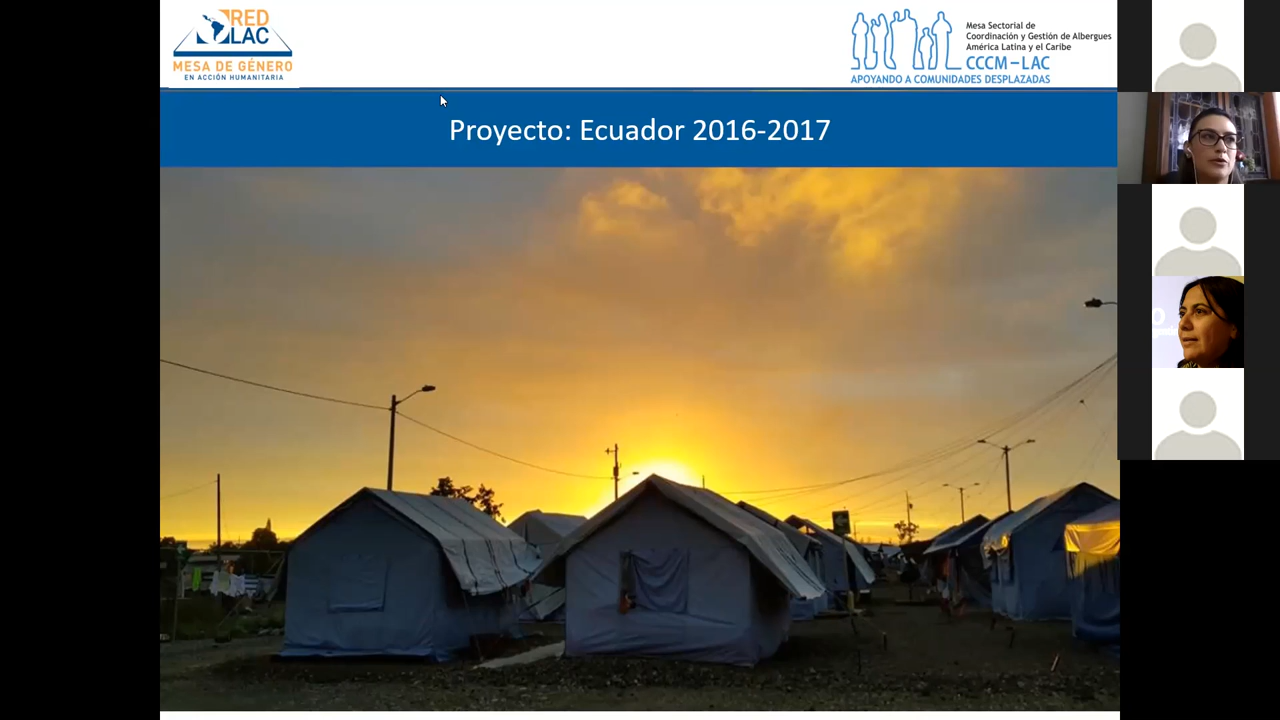 RED
LAC
MESA DE GÉNERO
EN ACCIÓN HUMANITARIA
Mesa Sectorial de
Coordinación y Gestión de Albergues
América Latina y el Caribe
CCCM–LAC
APOYANDO A COMUNIDADES DESPLAZADAS
Proyecto: Ecuador 2016-2017